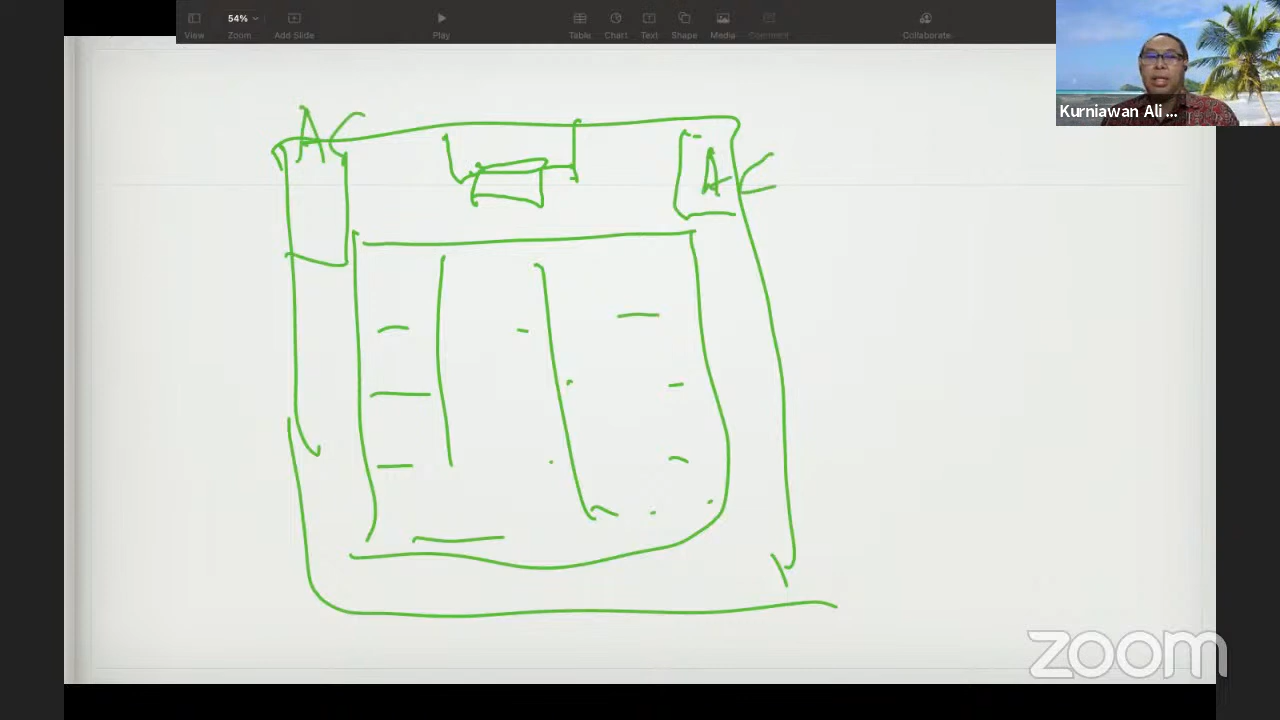 54%
View
Zoom
Add Slide
Play
Table
Chart
Text
Shape
Media
Comment
Collaborate
Kurniawan Ali ...
AC
AC
zoom